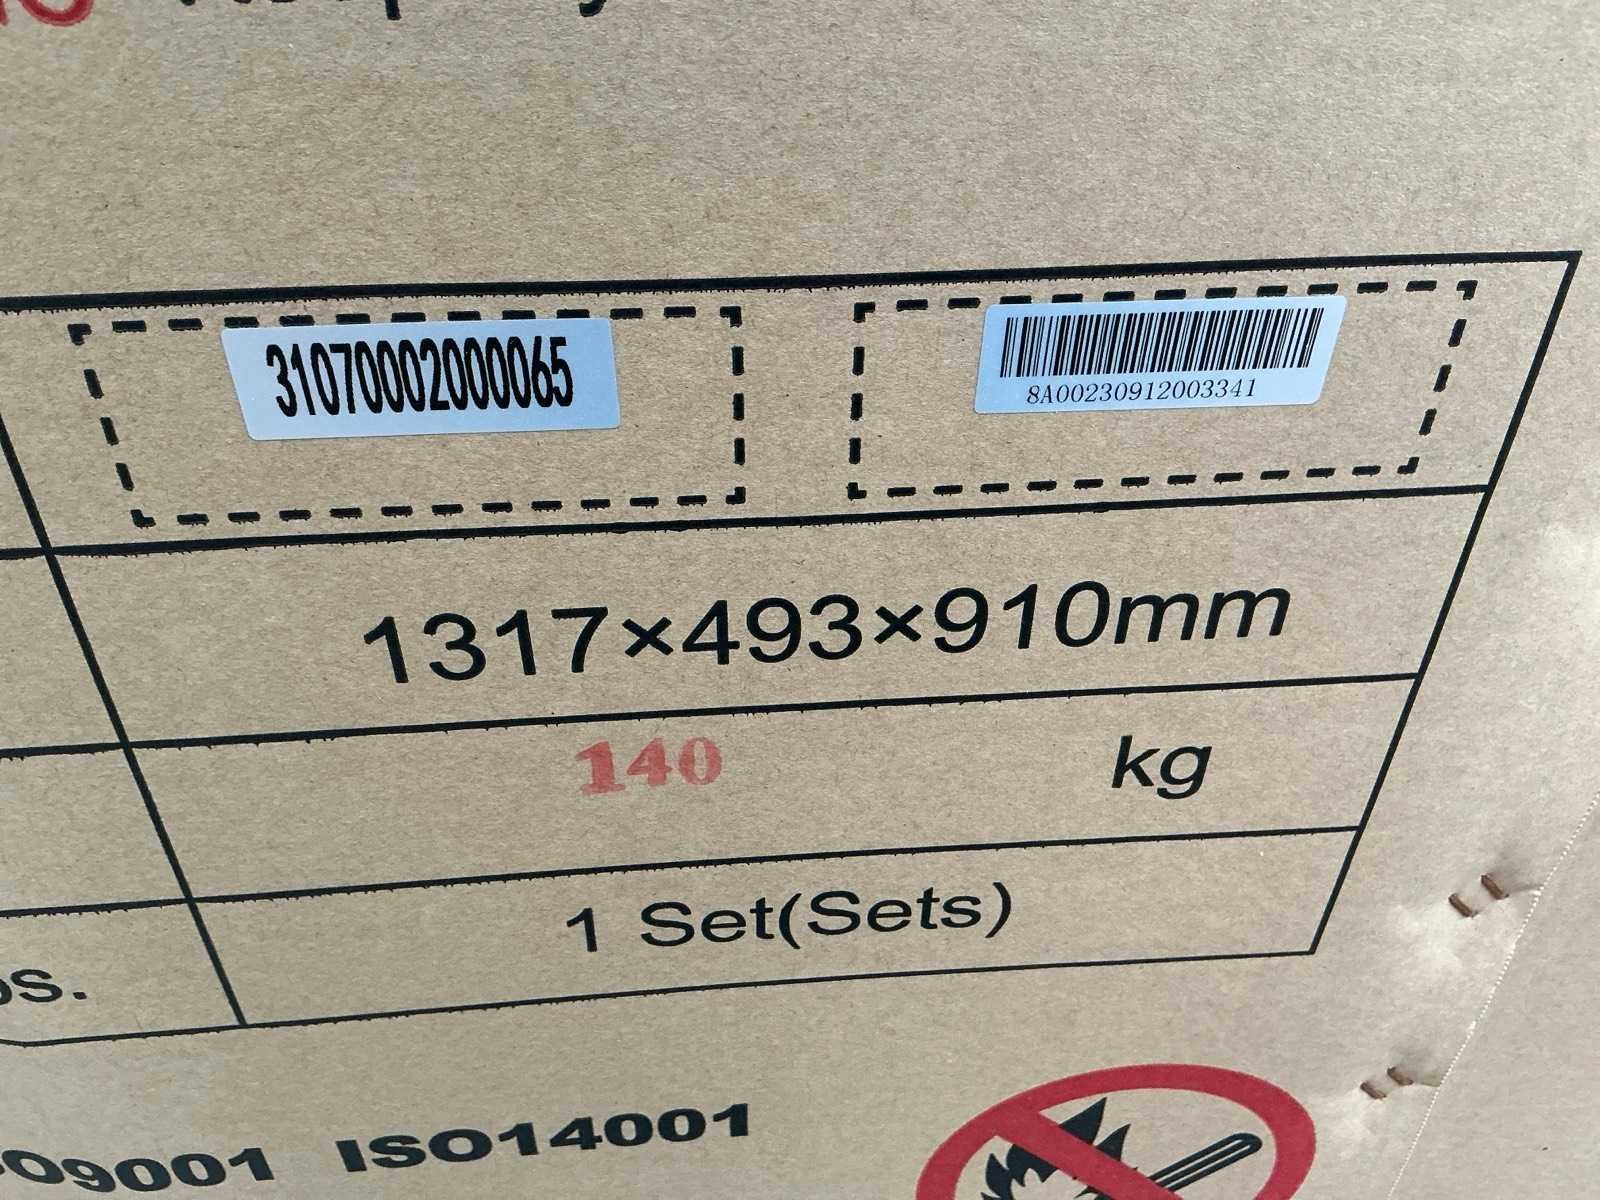 31070002000065
8A00230912003341
1317×493×910mm
140 kg
1 Set(Sets)
ISO14001